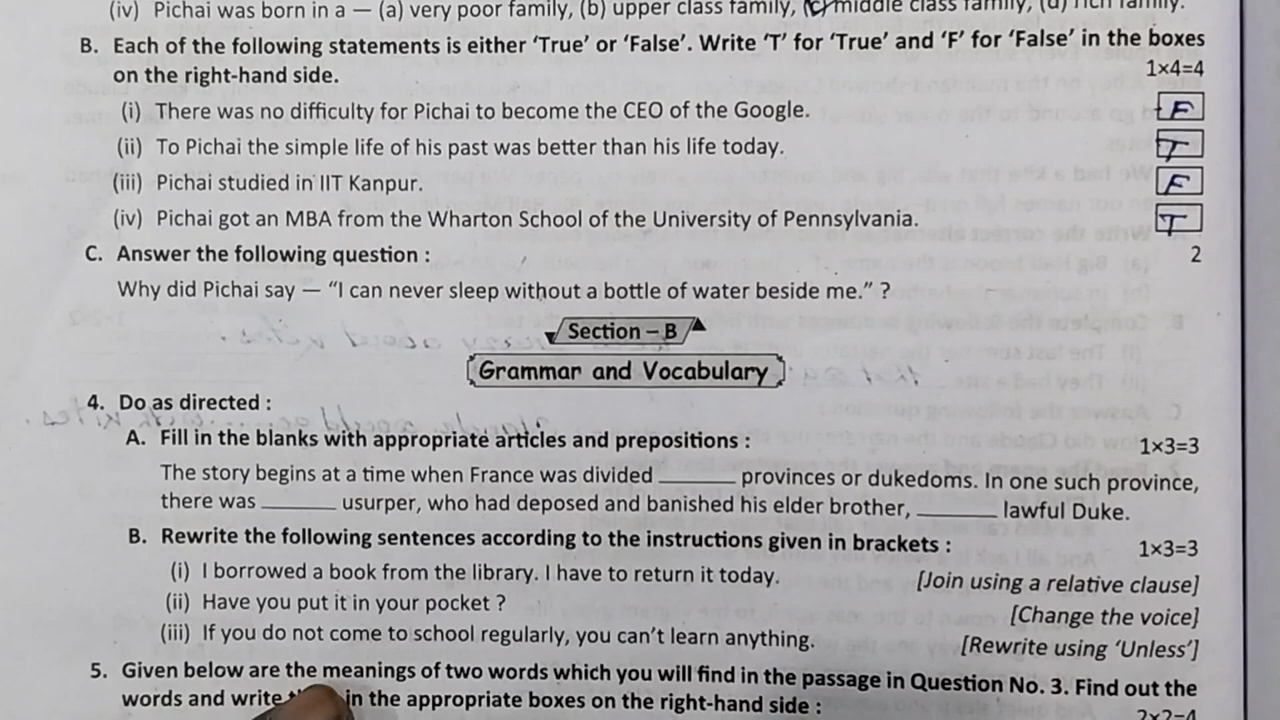 (iv) Pichai was born in a — (a) very poor family, (b) upper class family, (c) middle class family, (d) rich family.
B. Each of the following statements is either ‘True’ or ‘False’. Write ‘T’ for ‘True’ and ‘F’ for ‘False’ in the boxes
on the right-hand side. 1×4=4
(i) There was no difficulty for Pichai to become the CEO of the Google. F
(ii) To Pichai the simple life of his past was better than his life today. T
(iii) Pichai studied in IIT Kanpur. F
(iv) Pichai got an MBA from the Wharton School of the University of Pennsylvania. T
C. Answer the following question : 2
Why did Pichai say — “I can never sleep without a bottle of water beside me.” ?
Section – B
Grammar and Vocabulary
4. Do as directed :
A. Fill in the blanks with appropriate articles and prepositions : 1×3=3
The story begins at a time when France was divided ______ provinces or dukedoms. In one such province,
there was ______ usurper, who had deposed and banished his elder brother, ______ lawful Duke.
B. Rewrite the following sentences according to the instructions given in brackets : 1×3=3
(i) I borrowed a book from the library. I have to return it today. [Join using a relative clause]
(ii) Have you put it in your pocket ? [Change the voice]
(iii) If you do not come to school regularly, you can’t learn anything. [Rewrite using ‘Unless’]
5. Given below are the meanings of two words which you will find in the passage in Question No. 3. Find out the
words and write in the appropriate boxes on the right-hand side :
2×2=4